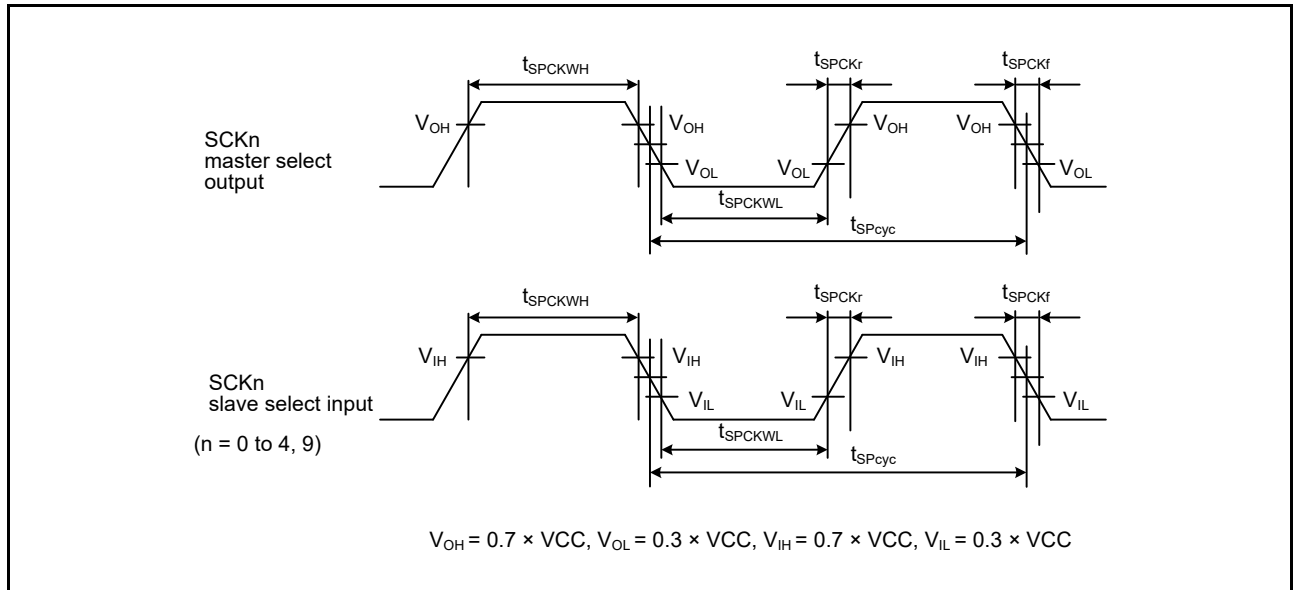 tSPCKWH
tSPCKr
tSPCKf
VOH
VOH
VOH
VOH
SCKn
master select
output
VOL
VOL
VOL
tSPCKWL
tSPcyc
tSPCKWH
tSPCKr
tSPCKf
VIH
VIH
VIH
VIH
SCKn
slave select input
VIL
VIL
VIL
(n = 0 to 4, 9)
tSPCKWL
tSPcyc
VOH = 0.7 × VCC, VOL = 0.3 × VCC, VIH = 0.7 × VCC, VIL = 0.3 × VCC